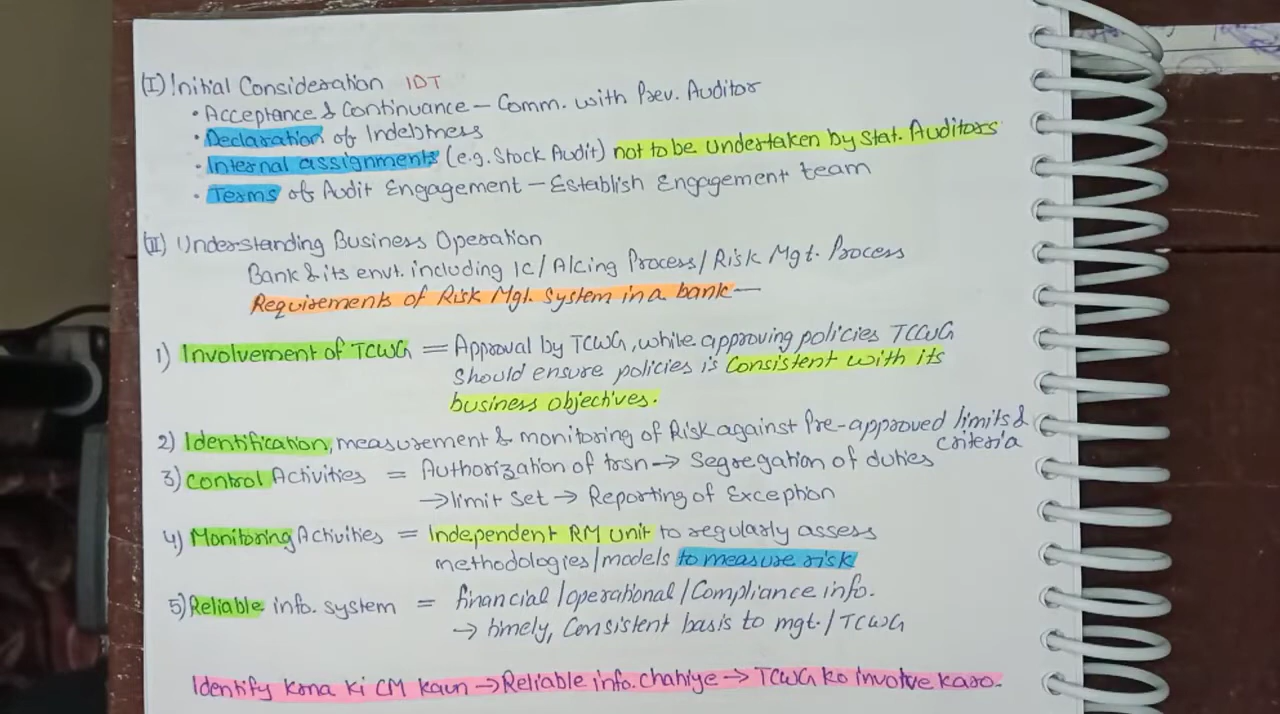 (I) Initial Consideration IDT
• Acceptance & Continuance – Comm. with Prev. Auditor
• Declaration of Indebtness
• Internal assignments (e.g. Stock Audit) not to be undertaken by stat. Auditors
• Terms of Audit Engagement – Establish Engagement team
(II) Understanding Business Operation
Bank & its envt. including IC/ A/cing Process/ Risk Mgt. Process
Requirements of Risk Mgt. System in a bank –
1) Involvement of TCWG = Approval by TCWG, while approving policies TCWG
should ensure policies is Consistent with its
business objectives.
2) Identification, measurement & monitoring of Risk against Pre-approved limits &
criteria
3) Control Activities = Authorization of trsn → Segregation of duties
→ limit set → Reporting of Exception
4) Monitoring Activities = Independent RM unit to regularly assess
methodologies/models to measure risk
5) Reliable info. system = financial/operational/Compliance info.
→ timely, Consistent basis to mgt./TCWG
Identify krna ki CM kaun → Reliable info. chahiye → TCWG ko involve karo.